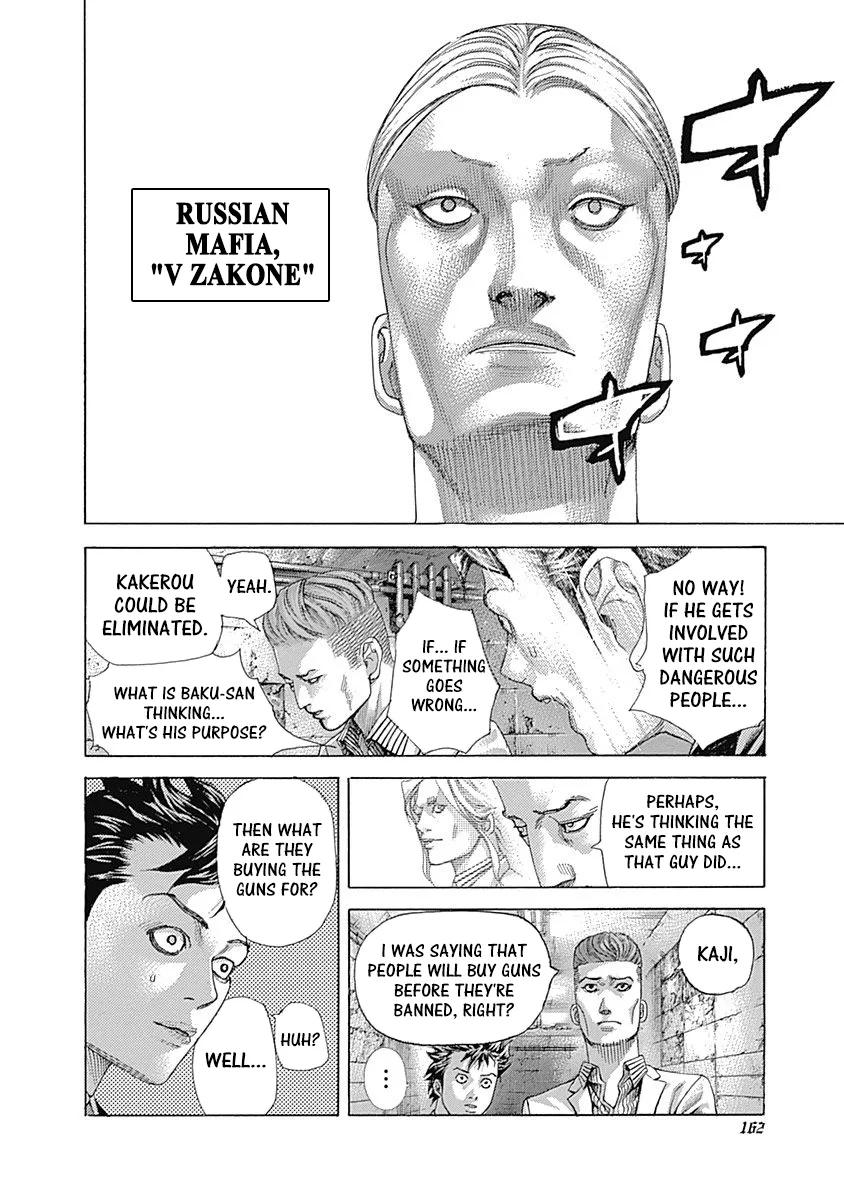 RUSSIAN
MAFIA,
"V ZAKONE"
NO WAY!
IF HE GETS
INVOLVED
WITH SUCH
DANGEROUS
PEOPLE...
IF... IF
SOMETHING
GOES
WRONG...
YEAH.
KAKEROU
COULD BE
ELIMINATED.
WHAT IS BAKU-SAN
THINKING...
WHAT'S HIS PURPOSE?
PERHAPS,
HE'S THINKING THE
SAME THING AS
THAT GUY DID...
KAJI,
I WAS SAYING THAT
PEOPLE WILL BUY GUNS
BEFORE THEY'RE
BANNED, RIGHT?
...
THEN WHAT
ARE THEY
BUYING THE
GUNS FOR?
HUH?
WELL...
162